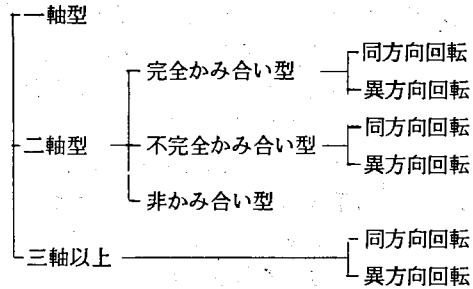 一軸型
同方向回転
完全かみ合い型
異方向回転
同方向回転
二軸型
不完全かみ合い型
異方向回転
非かみ合い型
同方向回転
三軸以上
異方向回転